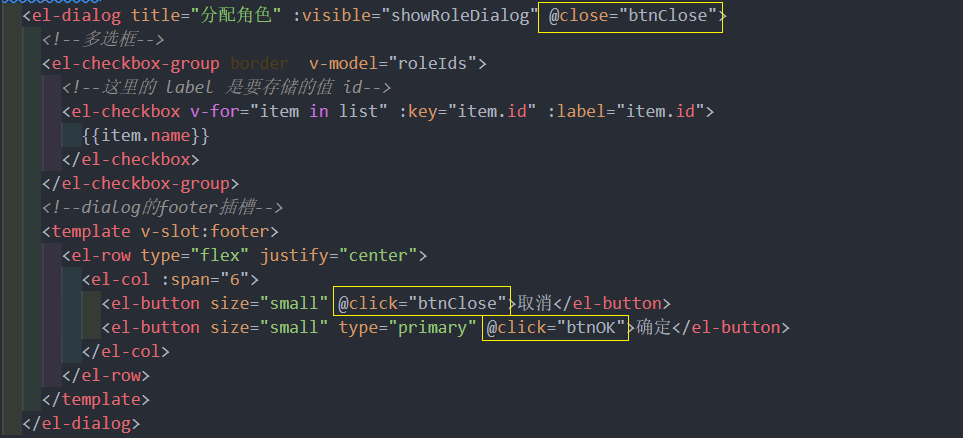 <el-dialog title="分配角色" :visible="showRoleDialog" @close="btnClose">
<!--多选框-->
<el-checkbox-group border  v-model="roleIds">
<!--这里的 label 是要存储的值 id-->
<el-checkbox v-for="item in list" :key="item.id" :label="item.id">
{{item.name}}
</el-checkbox>
</el-checkbox-group>
<!--dialog的footer插槽-->
<template v-slot:footer>
<el-row type="flex" justify="center">
<el-col :span="6">
<el-button size="small" @click="btnClose">取消</el-button>
<el-button size="small" type="primary" @click="btnOK">确定</el-button>
</el-col>
</el-row>
</template>
</el-dialog>